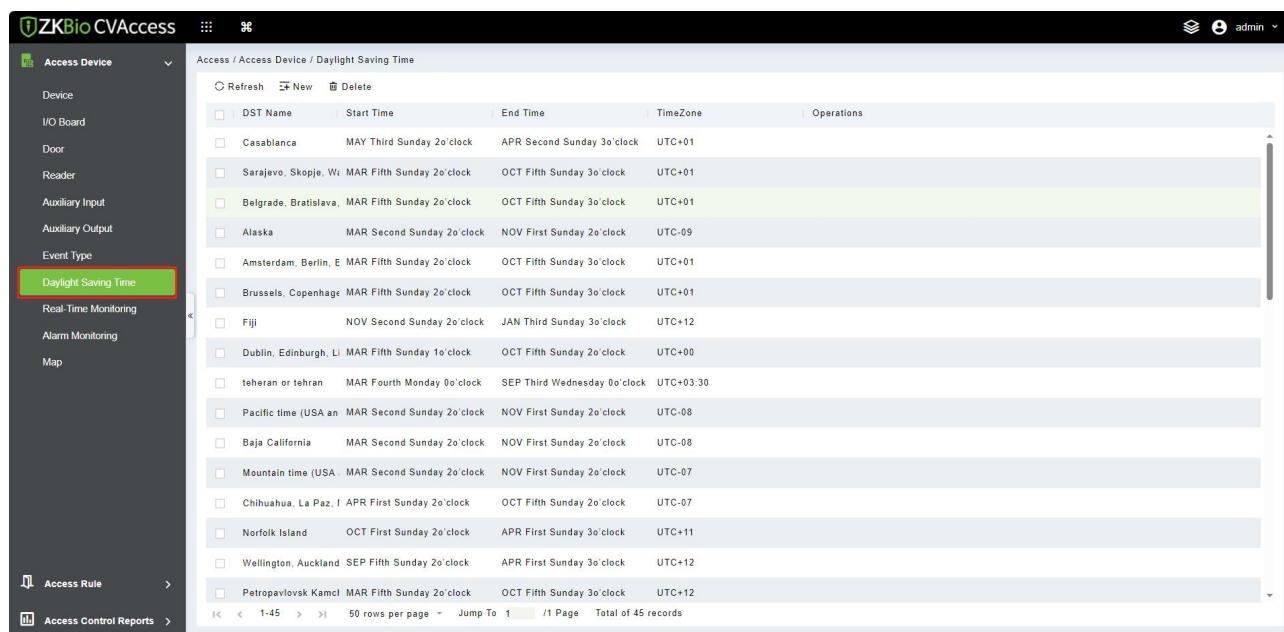 ZKBio CVAccess
admin
Access Device
Device
I/O Board
Door
Reader
Auxiliary Input
Auxiliary Output
Event Type
Daylight Saving Time
Real-Time Monitoring
Alarm Monitoring
Map
Access Rule
Access Control Reports
Access / Access Device / Daylight Saving Time
Refresh New Delete
DST Name Start Time End Time TimeZone Operations
Casablanca MAY Third Sunday 2o'clock APR Second Sunday 3o'clock UTC+01
Sarajevo, Skopje, MAR Fifth Sunday 2o'clock OCT Fifth Sunday 3o'clock UTC+01
Belgrade, Bratislava, MAR Fifth Sunday 2o'clock OCT Fifth Sunday 3o'clock UTC+01
Alaska MAR Second Sunday 2o'clock NOV First Sunday 2o'clock UTC-09
Amsterdam, Berlin, MAR Fifth Sunday 2o'clock OCT Fifth Sunday 3o'clock UTC+01
Brussels, Copenhage MAR Fifth Sunday 2o'clock OCT Fifth Sunday 3o'clock UTC+01
Fiji NOV Second Sunday 2o'clock JAN Third Sunday 3o'clock UTC+12
Dublin, Edinburgh, MAR Fifth Sunday 1o'clock OCT Fifth Sunday 2o'clock UTC+00
teheran or tehran MAR Fourth Monday 0o'clock SEP Third Wednesday 0o'clock UTC+03:30
Pacific time (USA an MAR Second Sunday 2o'clock NOV First Sunday 2o'clock UTC-08
Baja California MAR Second Sunday 2o'clock NOV First Sunday 2o'clock UTC-08
Mountain time (USA MAR Second Sunday 2o'clock NOV First Sunday 2o'clock UTC-07
Chihuahua, La Paz, APR First Sunday 2o'clock OCT Fifth Sunday 2o'clock UTC-07
Norfolk Island OCT First Sunday 2o'clock APR First Sunday 3o'clock UTC+11
Wellington, Auckland SEP Fifth Sunday 2o'clock APR First Sunday 3o'clock UTC+12
Petropavlovsk MAR Fifth Sunday 2o'clock OCT Fifth Sunday 3o'clock UTC+12
|< < 1-45 > >| 50 rows per page Jump To 1 /1 Page Total of 45 records